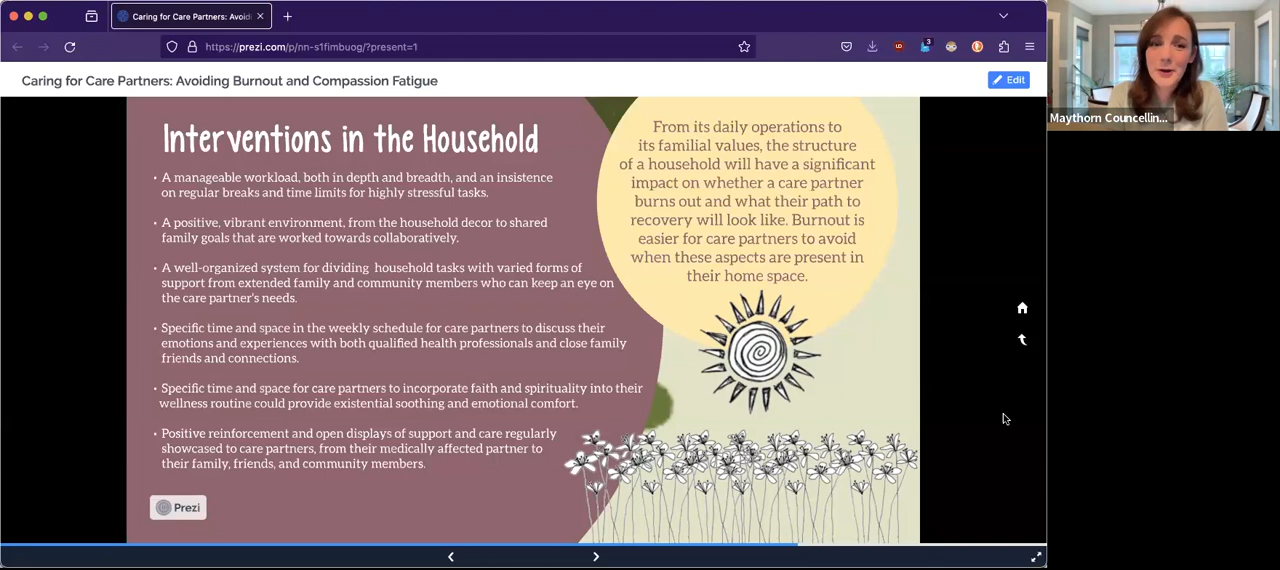 Caring for Care Partners: Avoidi
https://prezi.com/p/nn-s1fimbuog/?present=1
3
Caring for Care Partners: Avoiding Burnout and Compassion Fatigue
Edit
Maythorn Councellin...
Interventions in the Household
• A manageable workload, both in depth and breadth, and an insistence
on regular breaks and time limits for highly stressful tasks.
• A positive, vibrant environment, from the household decor to shared
family goals that are worked towards collaboratively.
• A well-organized system for dividing household tasks with varied forms of
support from extended family and community members who can keep an eye on
the care partner's needs.
• Specific time and space in the weekly schedule for care partners to discuss their
emotions and experiences with both qualified health professionals and close family
friends and connections.
• Specific time and space for care partners to incorporate faith and spirituality into their
wellness routine could provide existential soothing and emotional comfort.
• Positive reinforcement and open displays of support and care regularly
showcased to care partners, from their medically affected partner to
their family, friends, and community members.
From its daily operations to
its familial values, the structure
of a household will have a significant
impact on whether a care partner
burns out and what their path to
recovery will look like. Burnout is
easier for care partners to avoid
when these aspects are present in
their home space.
Prezi